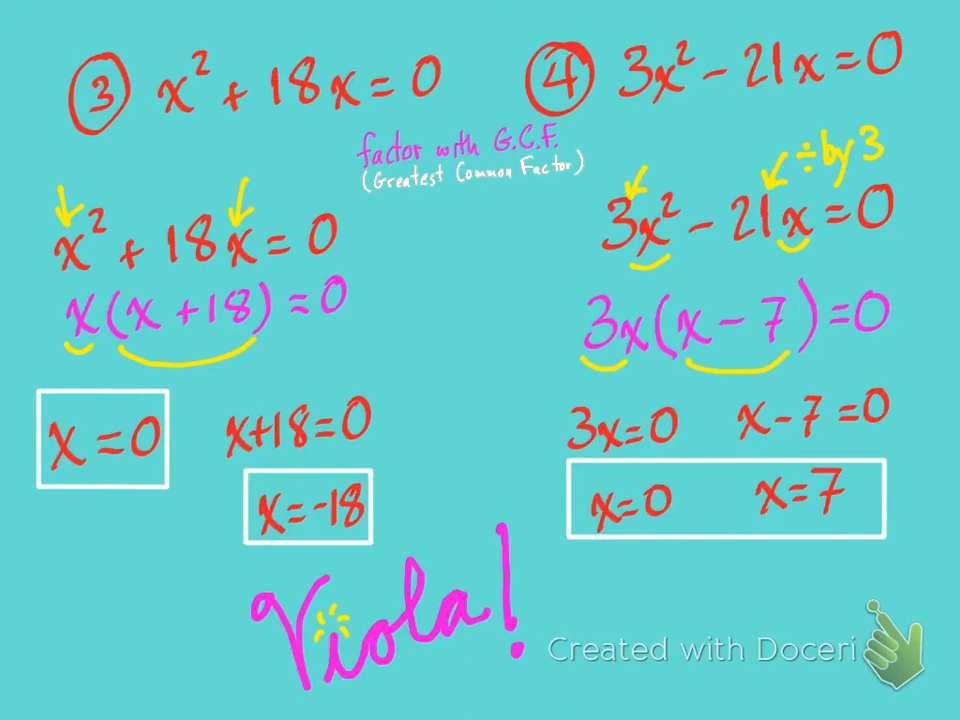 ③ x² + 18x = 0
④ 3x² - 21x = 0
factor with G.C.F.
(Greatest Common Factor)
÷ by 3
x² + 18x = 0
x(x + 18) = 0
x = 0
x+18=0
x=-18
3x² - 21x = 0
3x(x - 7) = 0
3x=0
x-7=0
x=0
x=7
Viola!
Created with Doceri